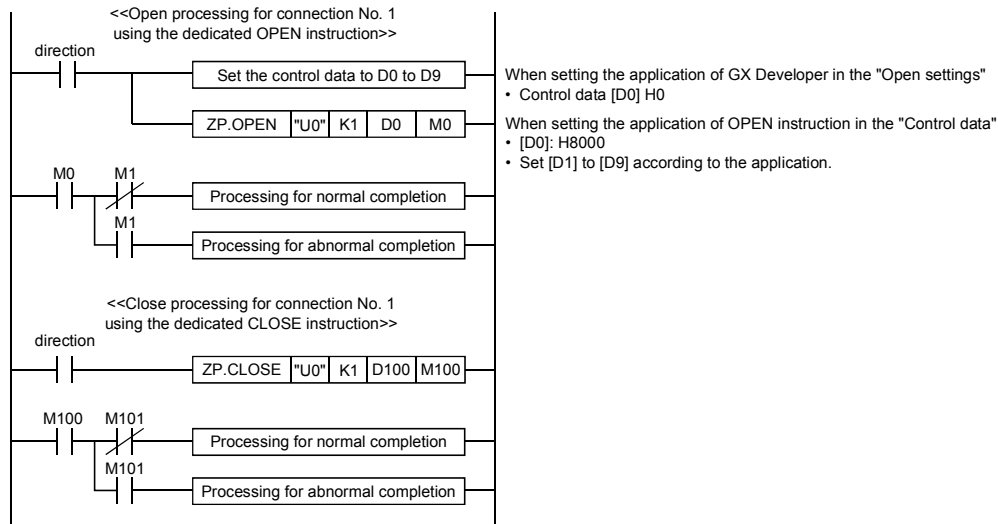 <<Open processing for connection No. 1
using the dedicated OPEN instruction>>
direction
Set the control data to D0 to D9
When setting the application of GX Developer in the "Open settings"
• Control data [D0] H0
ZP.OPEN "U0" K1 D0 M0
When setting the application of OPEN instruction in the "Control data"
• [D0]: H8000
• Set [D1] to [D9] according to the application.
M0 M1
Processing for normal completion
M1
Processing for abnormal completion
<<Close processing for connection No. 1
using the dedicated CLOSE instruction>>
direction
ZP.CLOSE "U0" K1 D100 M100
M100 M101
Processing for normal completion
M101
Processing for abnormal completion